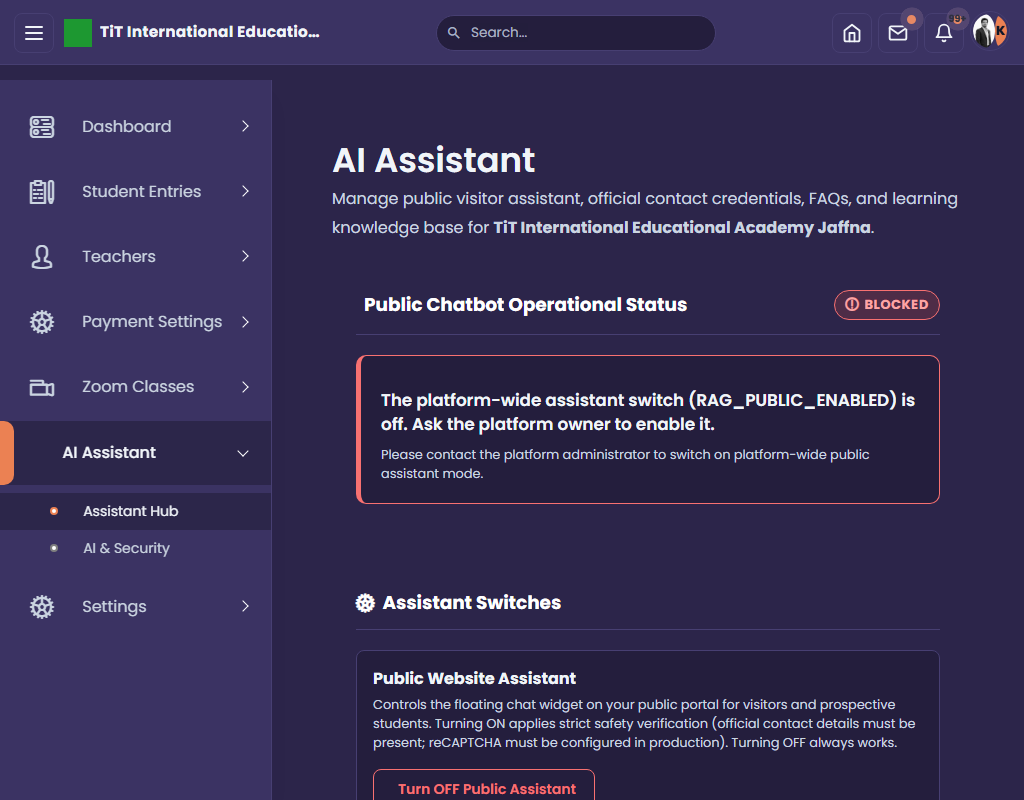 TiT International Educatio...
Search...
99+
K
Dashboard
Student Entries
Teachers
Payment Settings
Zoom Classes
AI Assistant
Assistant Hub
AI & Security
Settings
AI Assistant
Manage public visitor assistant, official contact credentials, FAQs, and learning
knowledge base for TiT International Educational Academy Jaffna.
Public Chatbot Operational Status
BLOCKED
The platform-wide assistant switch (RAG_PUBLIC_ENABLED) is
off. Ask the platform owner to enable it.
Please contact the platform administrator to switch on platform-wide public
assistant mode.
Assistant Switches
Public Website Assistant
Controls the floating chat widget on your public portal for visitors and prospective
students. Turning ON applies strict safety verification (official contact details must be
present; reCAPTCHA must be configured in production). Turning OFF always works.
Turn OFF Public Assistant